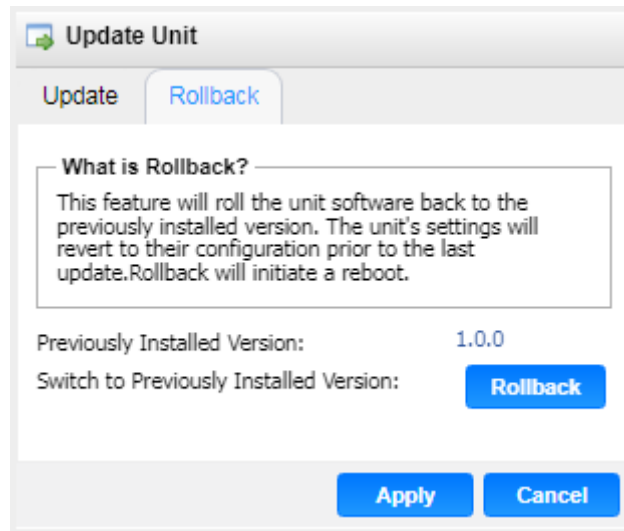 Update Unit
Update
Rollback
What is Rollback?
This feature will roll the unit software back to the
previously installed version. The unit's settings will
revert to their configuration prior to the last
update.Rollback will initiate a reboot.
Previously Installed Version: 1.0.0
Switch to Previously Installed Version: Rollback
Apply Cancel